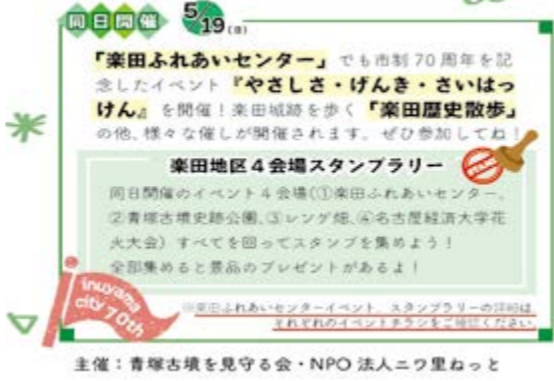 同日開催 5/19(日)
「楽田ふれあいセンター」でも市制70周年を記
念したイベント『やさしさ・げんき・さいはっ
けん』を開催！楽田城跡を歩く「楽田歴史散歩」
の他、様々な催しが開催されます。ぜひ参加してね！
楽田地区4会場スタンプラリー
STAMP
同日開催のイベント4会場(①楽田ふれあいセンター、
②青塚古墳史跡公園、③レンゲ畑、④名古屋経済大学花
火大会) すべてを回ってスタンプを集めよう！
全部集めると景品のプレゼントがあるよ！
inuyama
city 70th
※楽田ふれあいセンターイベント、スタンプラリーの詳細は
それぞれのイベントチラシをご確認ください。
主催：青塚古墳を見守る会・NPO法人ニワ里ねっと